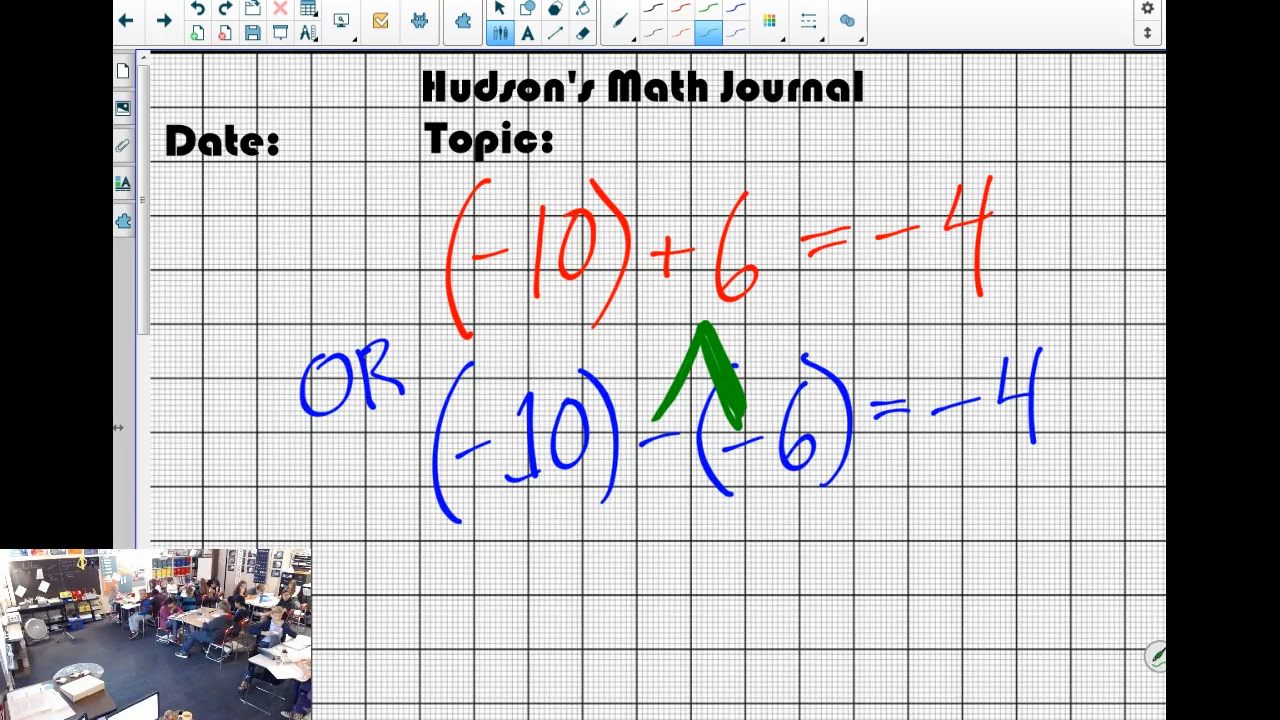 Hudson's Math Journal
Date: Topic:
(-10) + 6 = -4
OR (-10) - (-6) = -4